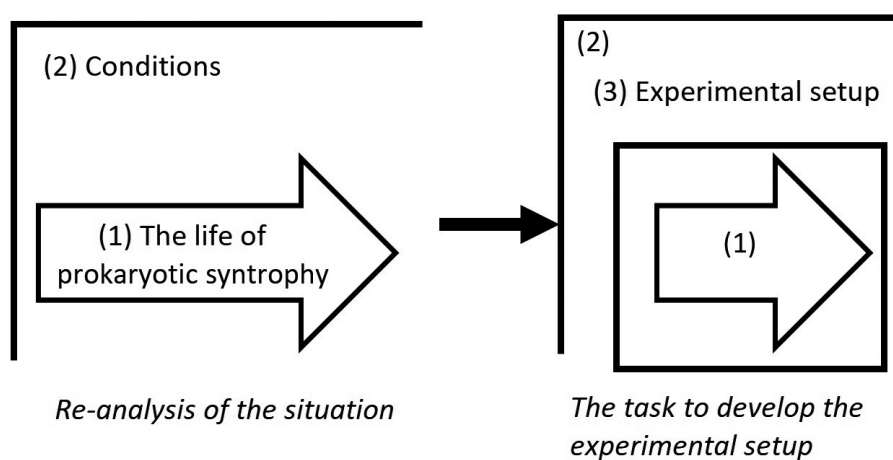 (2) Conditions
(1) The life of
prokaryotic syntrophy
Re-analysis of the situation
(2)
(3) Experimental setup
(1)
The task to develop the
experimental setup